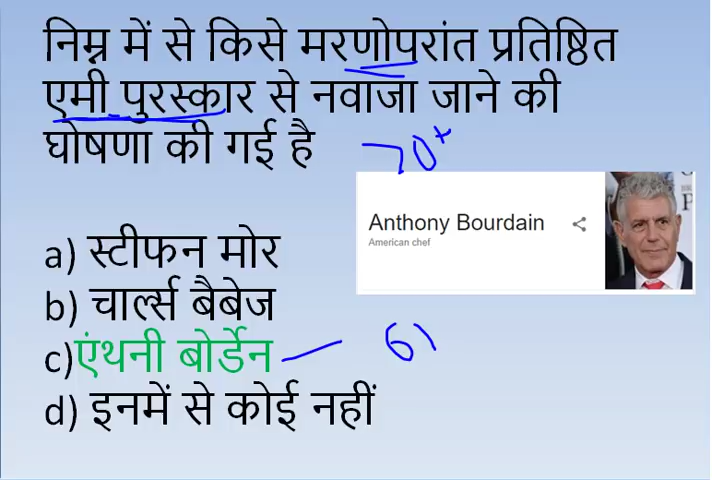 निम्न में से किसे मरणोपरांत प्रतिष्ठित
एमी पुरस्कार से नवाजा जाने की
घोषणा की गई है
70+
Anthony Bourdain
American chef
a) स्टीफन मोर
b) चार्ल्स बैबेज
c)एंथनी बोर्डेन
61
d) इनमें से कोई नहीं